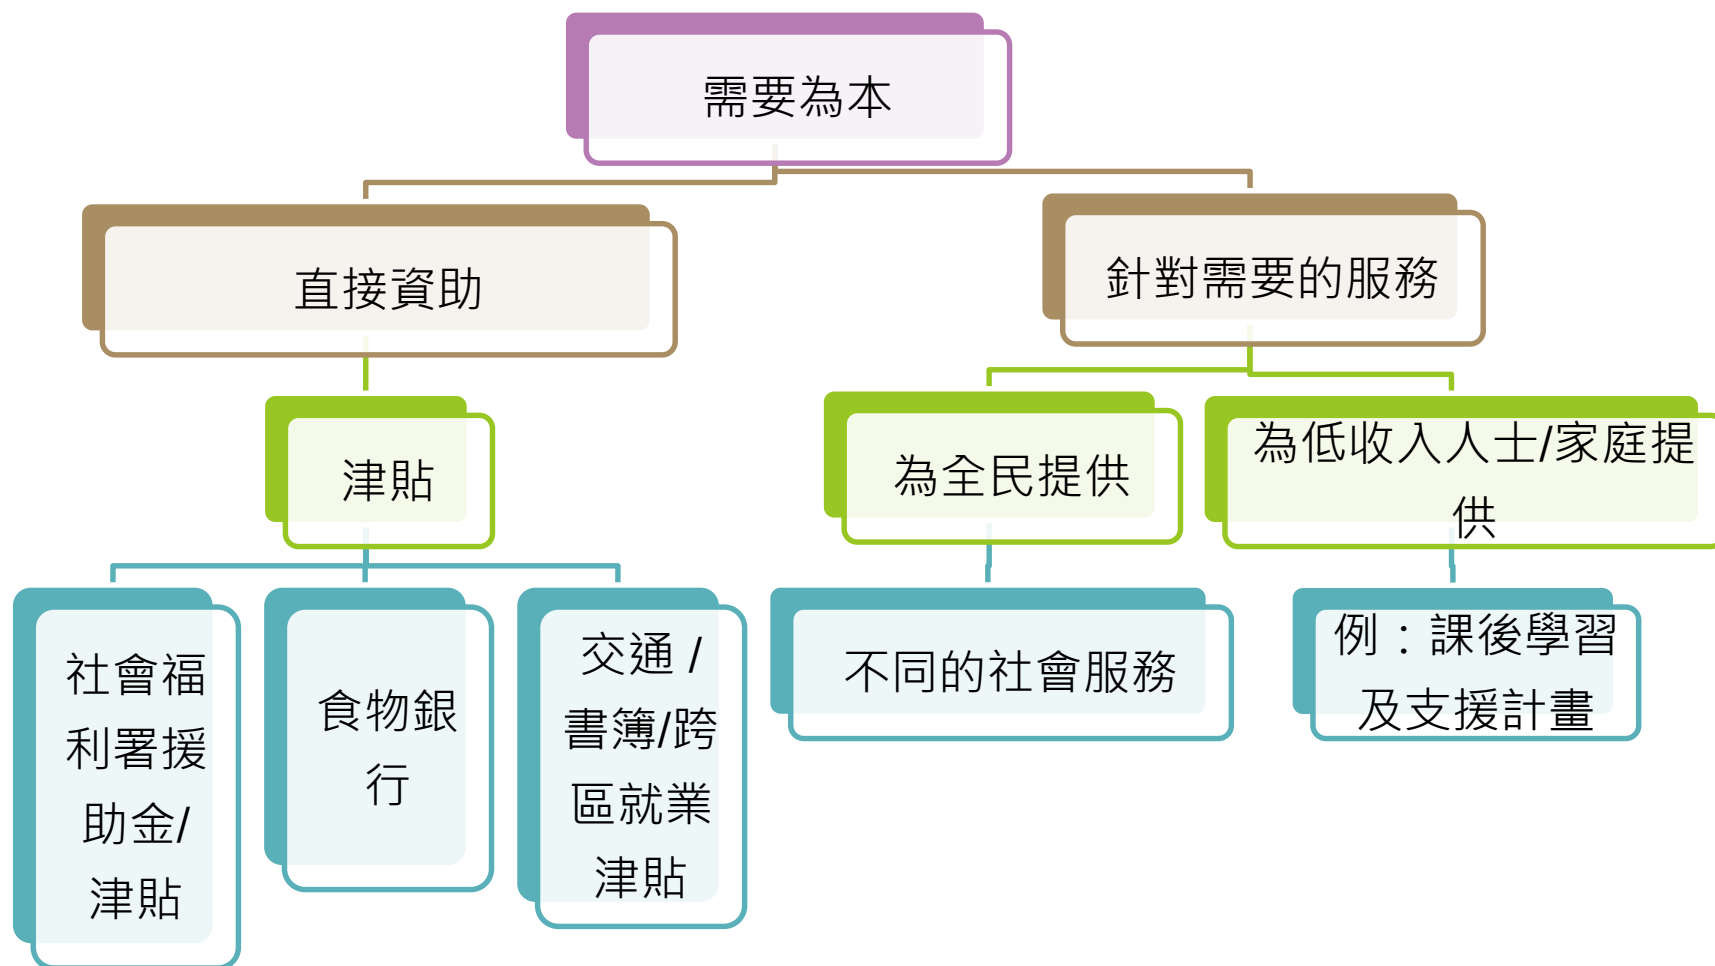 需要為本
直接資助
針對需要的服務
津貼
為全民提供
為低收入人士/家庭提
供
社會福
利署援
助金/
津貼
食物銀
行
交通 /
書簿/跨
區就業
津貼
不同的社會服務
例：課後學習
及支援計畫